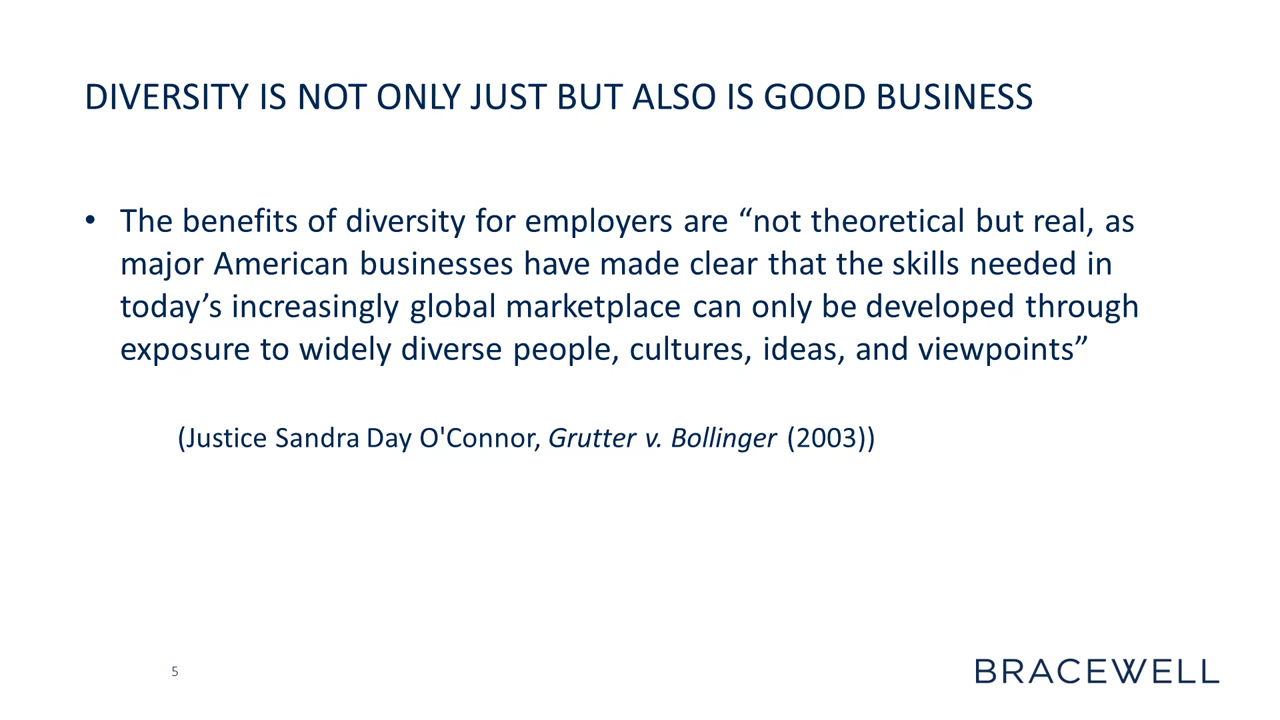 DIVERSITY IS NOT ONLY JUST BUT ALSO IS GOOD BUSINESS
• The benefits of diversity for employers are “not theoretical but real, as
major American businesses have made clear that the skills needed in
today’s increasingly global marketplace can only be developed through
exposure to widely diverse people, cultures, ideas, and viewpoints”
(Justice Sandra Day O'Connor, Grutter v. Bollinger (2003))
5
BRACEWELL